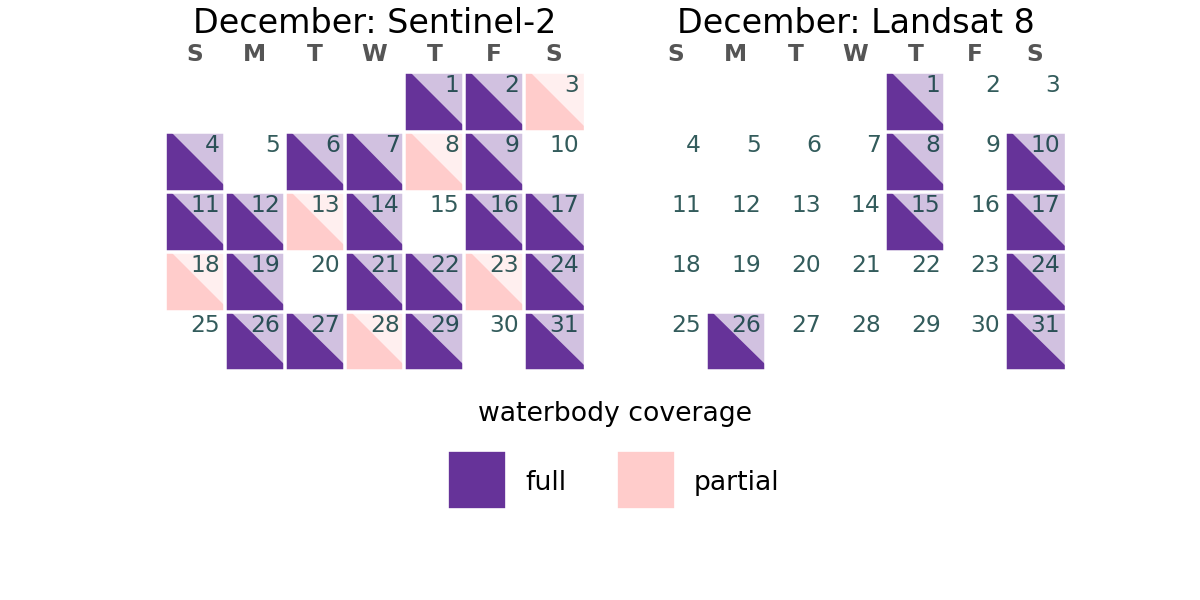 December: Sentinel-2
S M T W T F S
1 2 3
4 5 6 7 8 9 10
11 12 13 14 15 16 17
18 19 20 21 22 23 24
25 26 27 28 29 30 31
December: Landsat 8
S M T W T F S
1 2 3
4 5 6 7 8 9 10
11 12 13 14 15 16 17
18 19 20 21 22 23 24
25 26 27 28 29 30 31
waterbody coverage
full partial